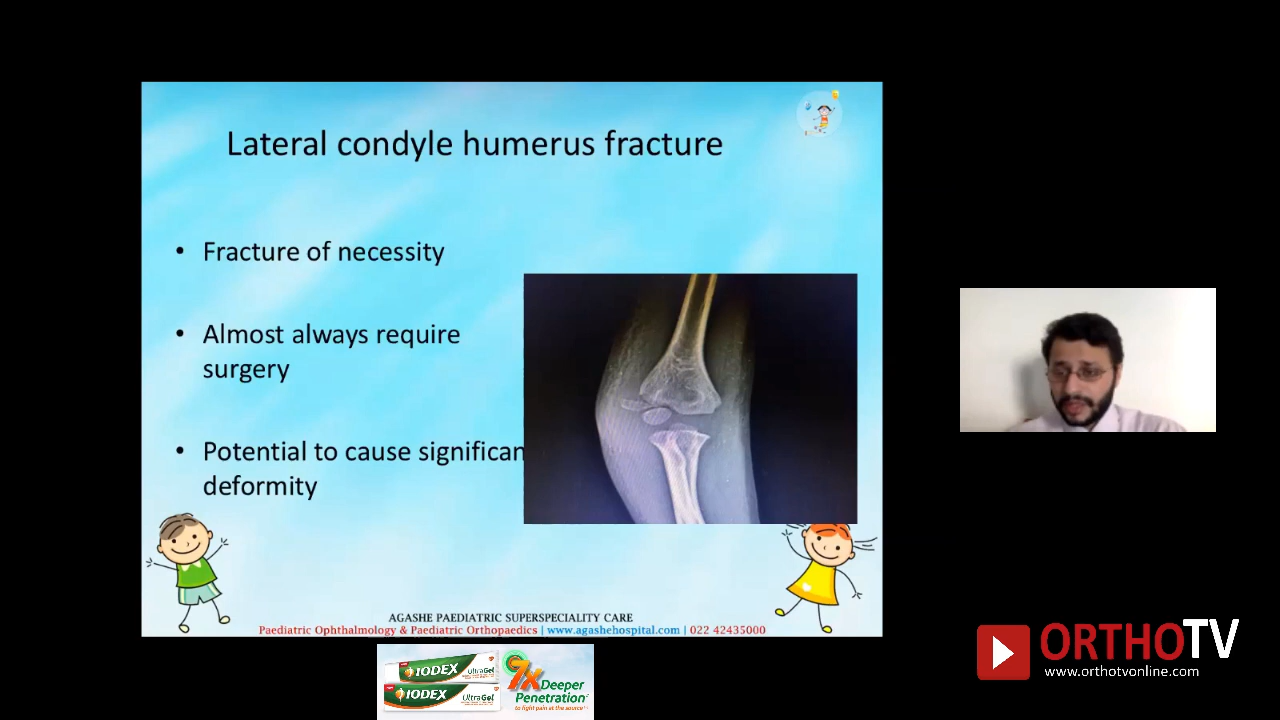 Lateral condyle humerus fracture
• Fracture of necessity
• Almost always require
surgery
• Potential to cause significan
deformity
AGASHE PAEDIATRIC SUPERSPECIALITY CARE
Paediatric Ophthalmology & Paediatric Orthopaedics | www.agashehospital.com | 022 42435000
IODEX UltraGel
IODEX UltraGel
9X Deeper
Penetration
to fight pain at the source
ORTHOTV
www.orthotvonline.com